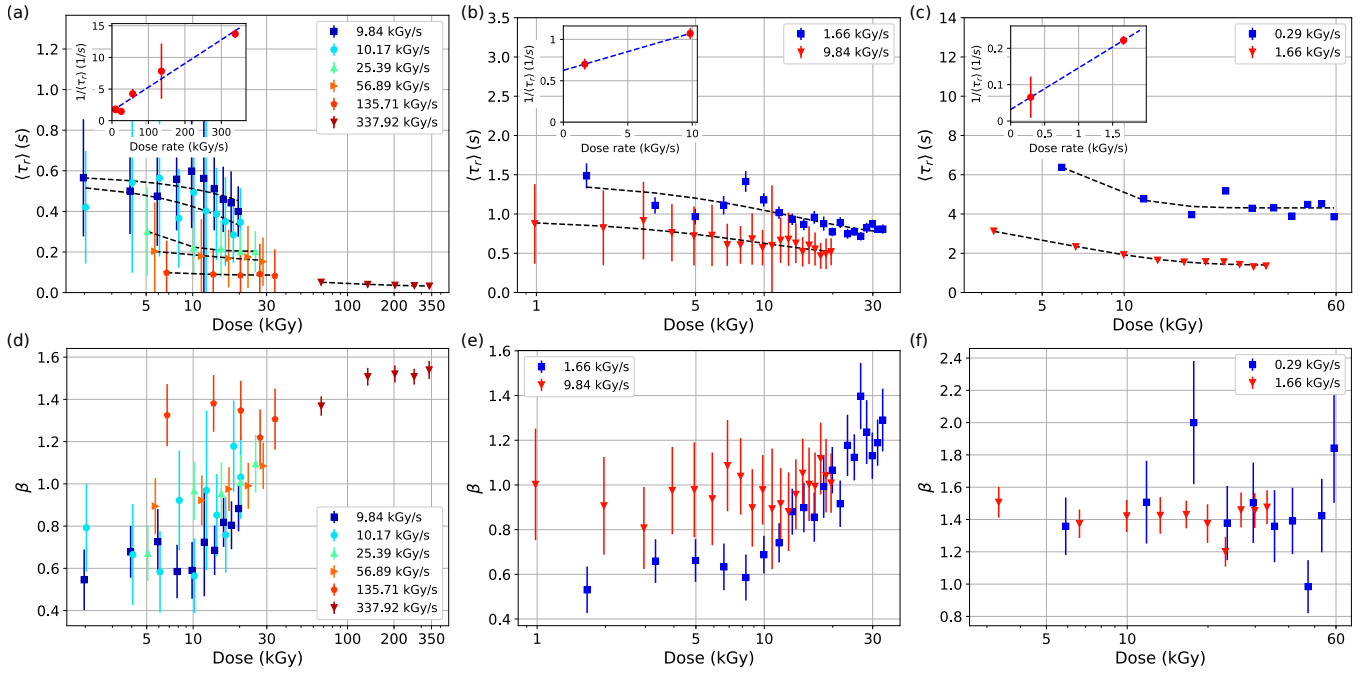 (a)
1.2
1.0
0.8
0.6
0.4
0.2
0.0
⟨τr⟩ (s)
15
10
5
0
1/⟨τr⟩ (1/s)
0 100 200 300
Dose rate (kGy/s)
9.84 kGy/s
10.17 kGy/s
25.39 kGy/s
56.89 kGy/s
135.71 kGy/s
337.92 kGy/s
5 10 30 100 200 350
Dose (kGy)
(b)
3.5
3.0
2.5
2.0
1.5
1.0
0.5
0.0
⟨τr⟩ (s)
1
0
1/⟨τr⟩ (1/s)
0 5 10
Dose rate (kGy/s)
1.66 kGy/s
9.84 kGy/s
1 5 10 30
Dose (kGy)
(c)
14
12
10
8
6
4
2
0
⟨τr⟩ (s)
0.2
0.1
0
1/⟨τr⟩ (1/s)
0 0.5 1 1.5
Dose rate (kGy/s)
0.29 kGy/s
1.66 kGy/s
5 10 30 60
Dose (kGy)
(d)
1.6
1.4
1.2
1.0
0.8
0.6
0.4
β
9.84 kGy/s
10.17 kGy/s
25.39 kGy/s
56.89 kGy/s
135.71 kGy/s
337.92 kGy/s
5 10 30 100 200 350
Dose (kGy)
(e)
1.6
1.4
1.2
1.0
0.8
0.6
0.4
β
1.66 kGy/s
9.84 kGy/s
1 5 10 30
Dose (kGy)
(f)
2.4
2.2
2.0
1.8
1.6
1.4
1.2
1.0
0.8
β
0.29 kGy/s
1.66 kGy/s
5 10 30 60
Dose (kGy)